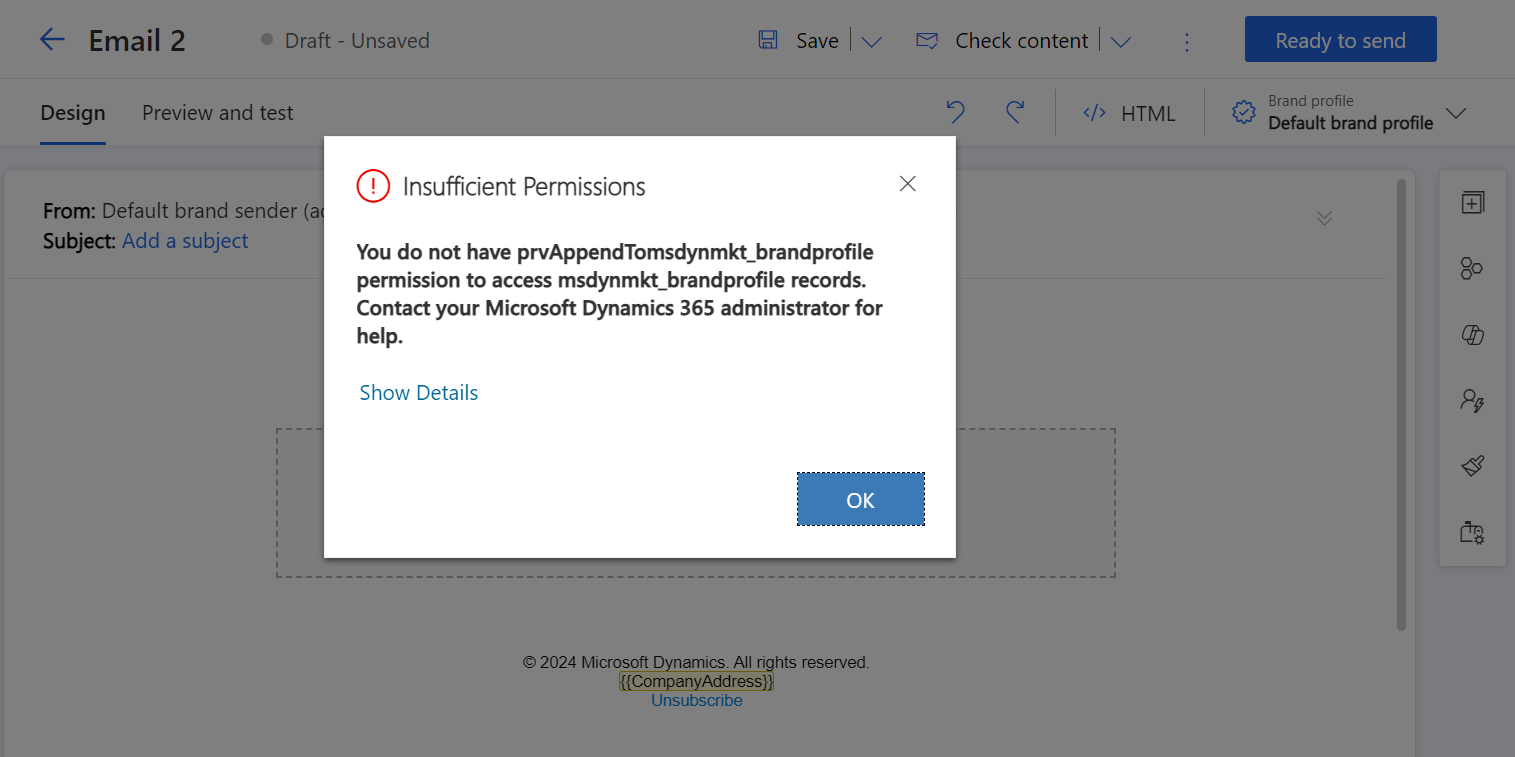 Email 2
Draft - Unsaved
Save
Check content
Ready to send
Design
Preview and test
</> HTML
Brand profile
Default brand profile
From: Default brand sender
Subject: Add a subject
Insufficient Permissions
You do not have prvAppendTomsdynmkt_brandprofile
permission to access msdynmkt_brandprofile records.
Contact your Microsoft Dynamics 365 administrator for
help.
Show Details
OK
© 2024 Microsoft Dynamics. All rights reserved.
{{CompanyAddress}}
Unsubscribe